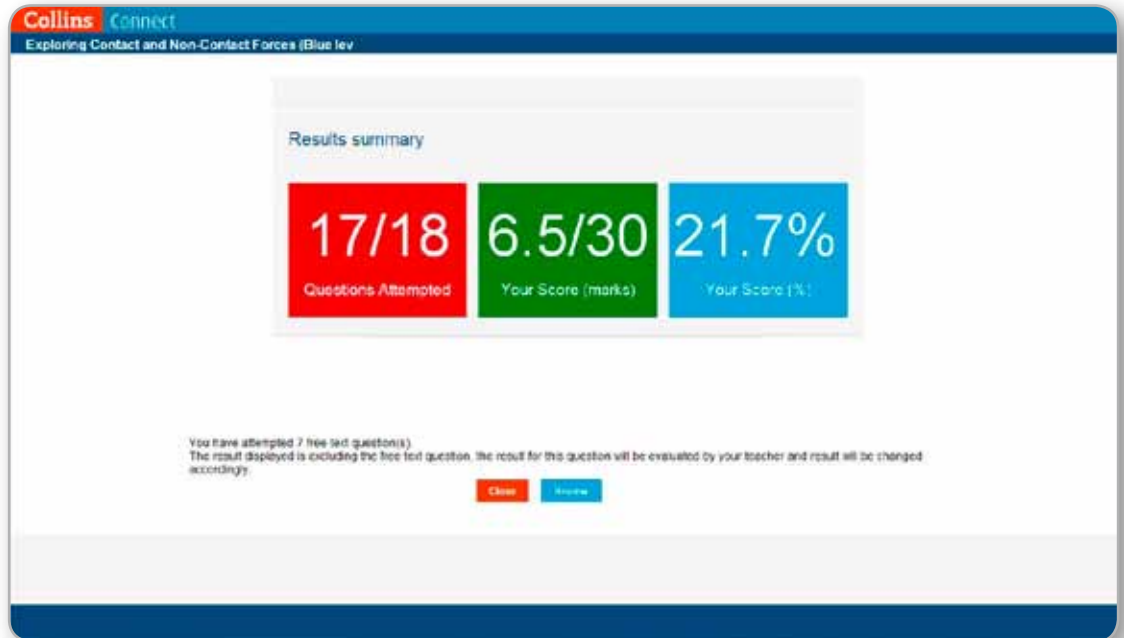 Collins Connect
Exploring Contact and Non-Contact Forces (Blue lev
Results summary
17/18
Questions Attempted
6.5/30
Your Score (marks)
21.7%
Your Score (%)
You have attempted 7 free text question(s).
The result displayed is excluding the free text question, the result for this question will be evaluated by your teacher and result will be changed
accordingly.
Close
Review